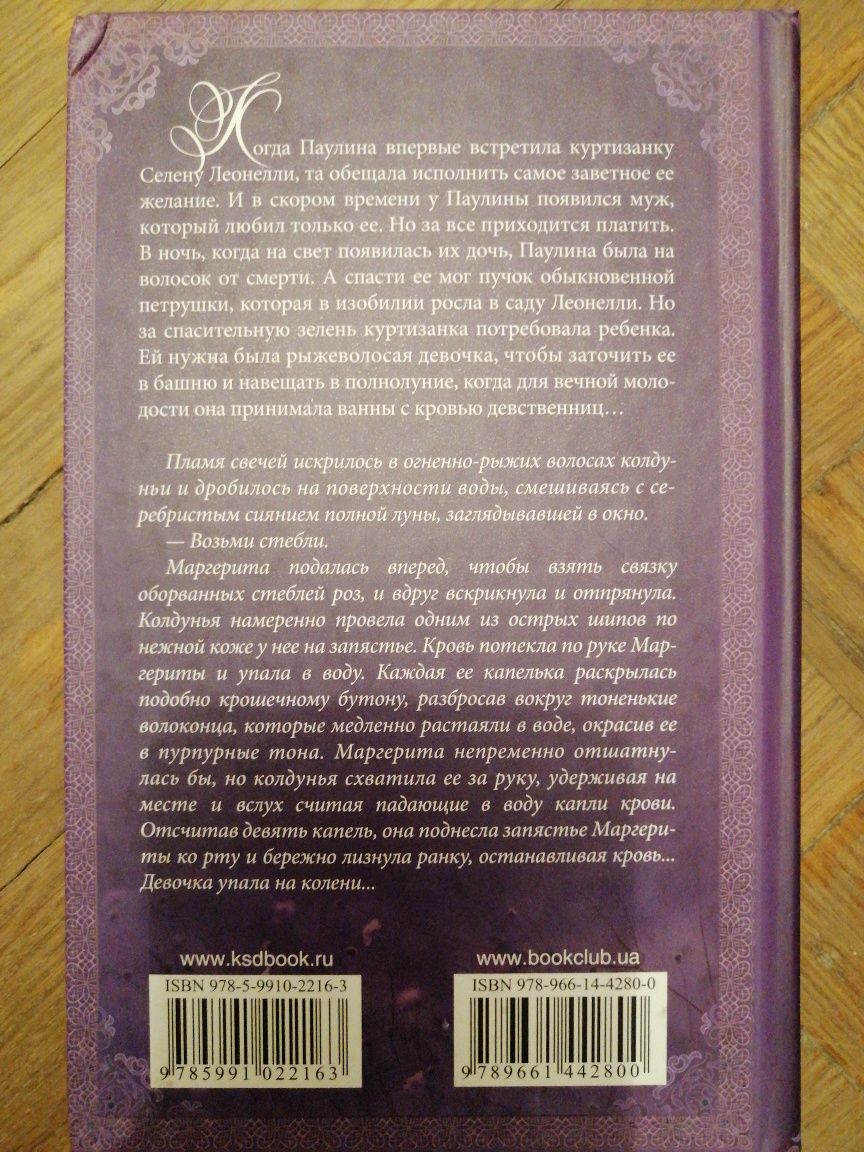 Когда Паулина впервые встретила куртизанку
Селену Леонелли, та обещала исполнить самое заветное ее
желание. И в скором времени у Паулины появился муж,
который любил только ее. Но за все приходится платить.
В ночь, когда на свет появилась их дочь, Паулина была на
волосок от смерти. А спасти ее мог пучок обыкновенной
петрушки, которая в изобилии росла в саду Леонелли. Но
за спасительную зелень куртизанка потребовала ребенка.
Ей нужна была рыжеволосая девочка, чтобы заточить ее
в башню и навещать в полнолуние, когда для вечной моло-
дости она принимала ванны с кровью девственниц…
Пламя свечей искрилось в огненно-рыжих волосах колду-
ньи и дробилось на поверхности воды, смешиваясь с се-
ребристым сиянием полной луны, заглядывавшей в окно.
— Возьми стебли.
Маргерита подалась вперед, чтобы взять связку
оборванных стеблей роз, и вдруг вскрикнула и отпрянула.
Колдунья намеренно провела одним из острых шипов по
нежной коже у нее на запястье. Кровь потекла по руке Мар-
гериты и упала в воду. Каждая ее капелька раскрылась
подобно крошечному бутону, разбросав вокруг тоненькие
волоконца, которые медленно растаяли в воде, окрасив ее
в пурпурные тона. Маргерита непременно отшатну-
лась бы, но колдунья схватила ее за руку, удерживая на
месте и вслух считая падающие в воду капли крови.
Отсчитав девять капель, она поднесла запястье Маргери-
ты ко рту и бережно лизнула ранку, останавливая кровь...
Девочка упала на колени...
www.ksdbook.ru
www.bookclub.ua
ISBN 978-5-9910-2216-3
ISBN 978-966-14-4280-0
9 785991 022163
9 789661 442800